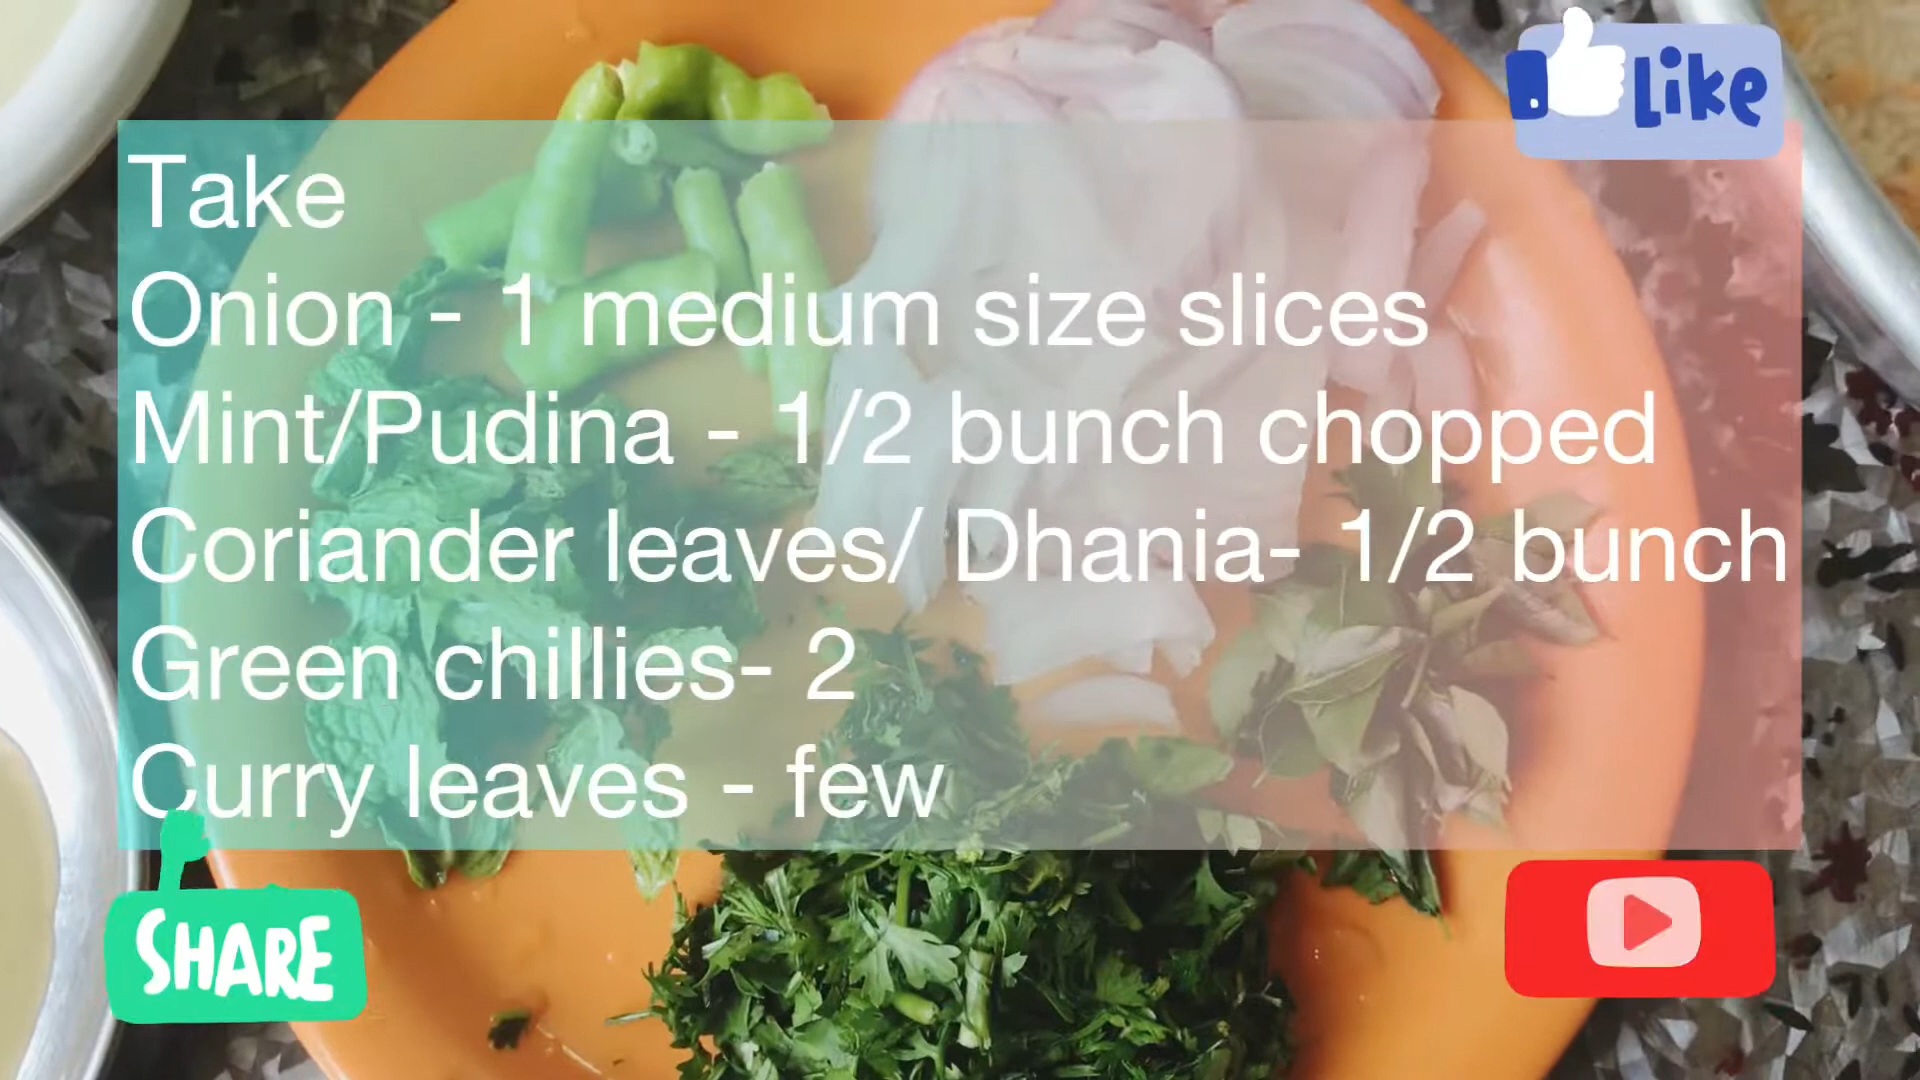 Like
Take
Onion - 1 medium size slices
Mint/Pudina - 1/2 bunch chopped
Coriander leaves/ Dhania- 1/2 bunch
Green chillies- 2
Curry leaves - few
SHARE